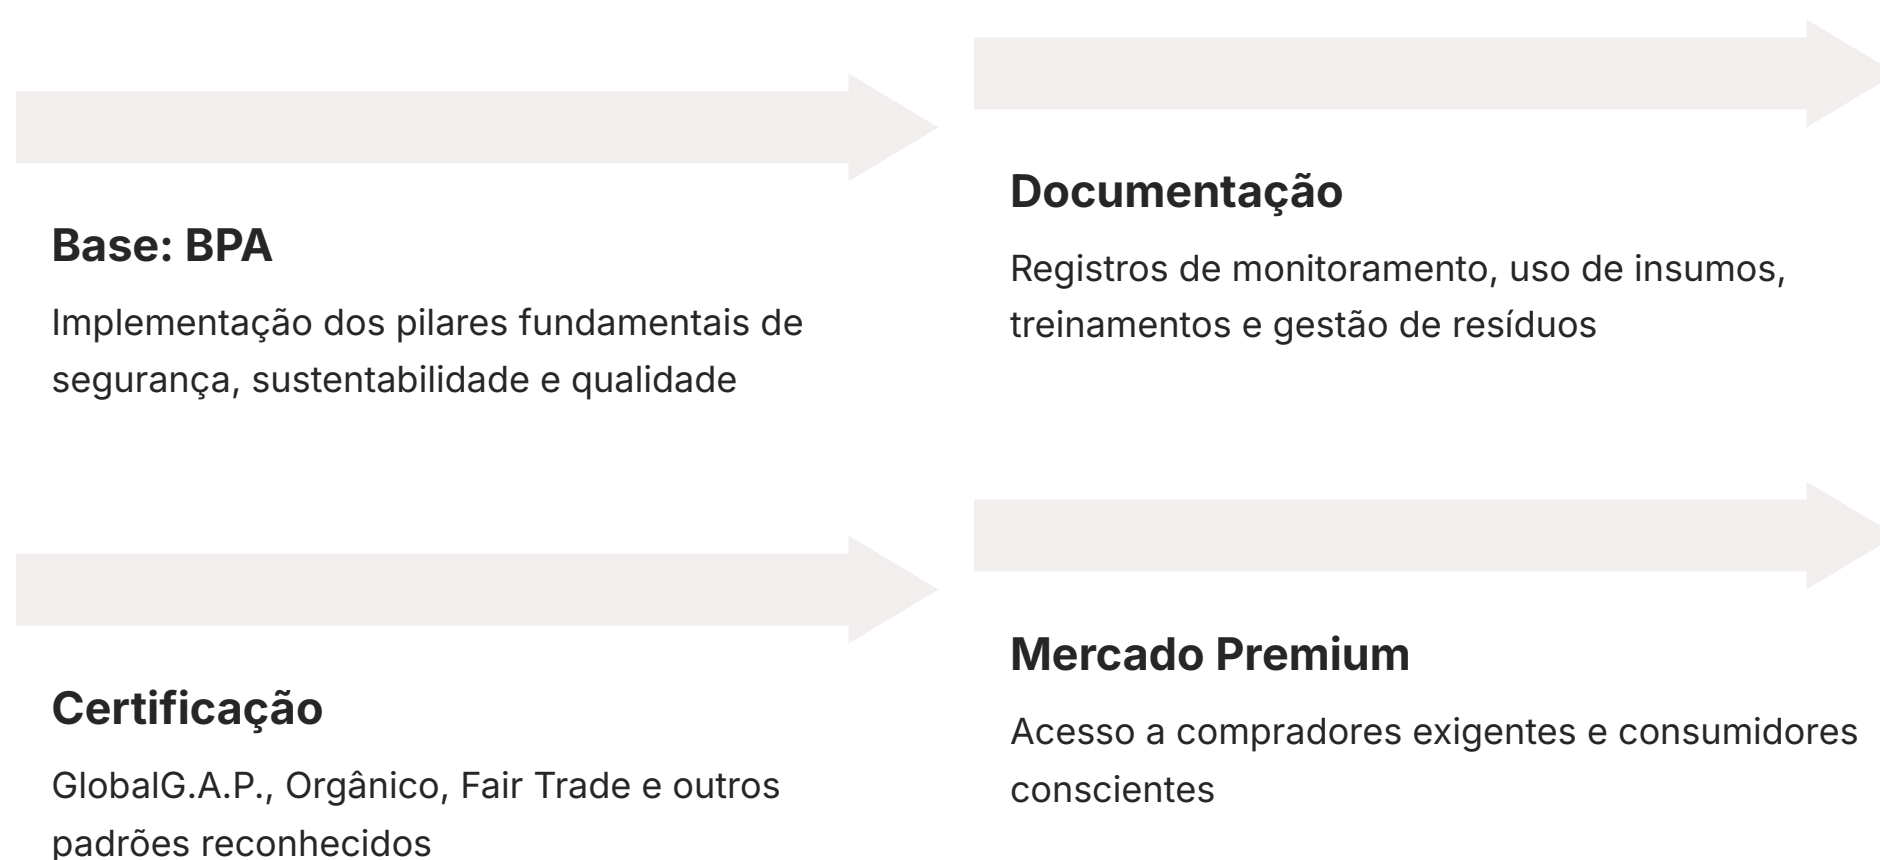 Base: BPA
Implementação dos pilares fundamentais de
segurança, sustentabilidade e qualidade
Documentação
Registros de monitoramento, uso de insumos,
treinamentos e gestão de resíduos
Certificação
GlobalG.A.P., Orgânico, Fair Trade e outros
padrões reconhecidos
Mercado Premium
Acesso a compradores exigentes e consumidores
conscientes